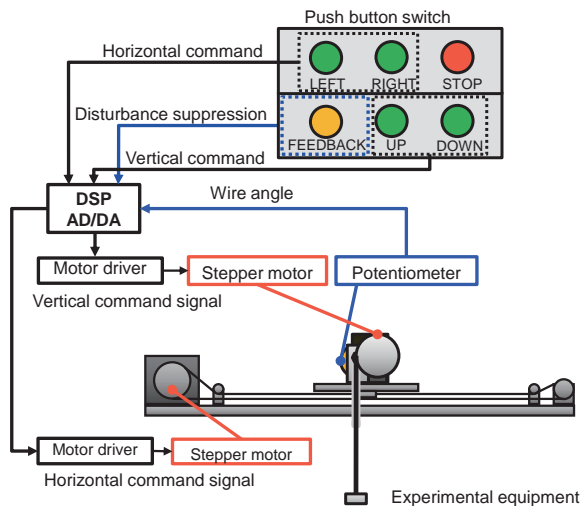 Push button switch
Horizontal command
LEFT RIGHT STOP
Disturbance suppression
FEEDBACK UP DOWN
Vertical command
DSP
AD/DA
Wire angle
Motor driver
Stepper motor
Potentiometer
Vertical command signal
Motor driver
Stepper motor
Horizontal command signal
Experimental equipment